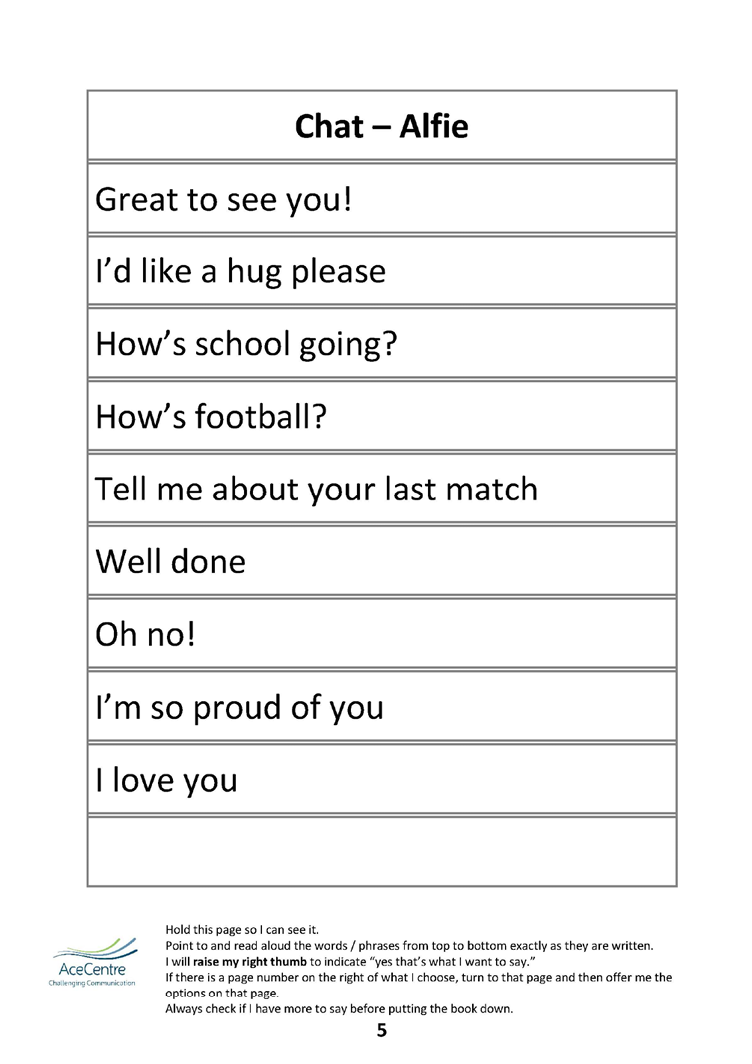 Chat – Alfie
Great to see you!
I’d like a hug please
How’s school going?
How’s football?
Tell me about your last match
Well done
Oh no!
I’m so proud of you
I love you
Hold this page so I can see it.
Point to and read aloud the words / phrases from top to bottom exactly as they are written.
I will raise my right thumb to indicate “yes that’s what I want to say.”
If there is a page number on the right of what I choose, turn to that page and then offer me the
options on that page.
Always check if I have more to say before putting the book down.
AceCentre
Challenging Communication
5